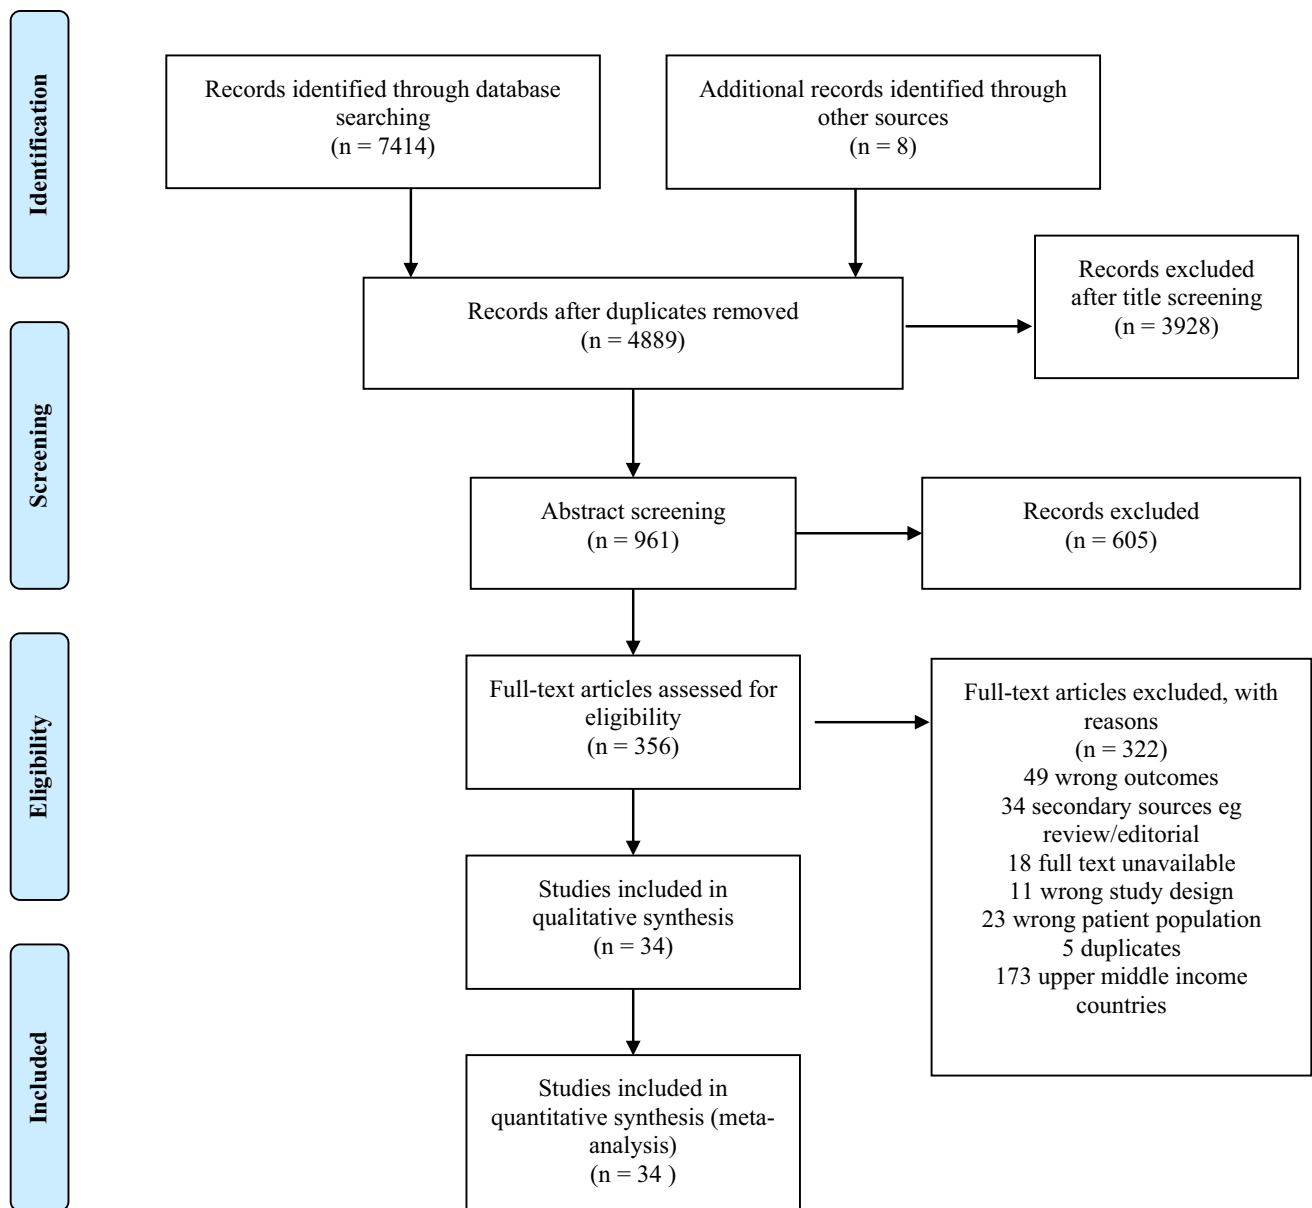 Identification
Records identified through database
searching
(n = 7414)
Additional records identified through
other sources
(n = 8)
Records after duplicates removed
(n = 4889)
Records excluded
after title screening
(n = 3928)
Screening
Abstract screening
(n = 961)
Records excluded
(n = 605)
Eligibility
Full-text articles assessed for
eligibility
(n = 356)
Full-text articles excluded, with
reasons
(n = 322)
49 wrong outcomes
34 secondary sources eg
review/editorial
18 full text unavailable
11 wrong study design
23 wrong patient population
5 duplicates
173 upper middle income
countries
Studies included in
qualitative synthesis
(n = 34)
Included
Studies included in
quantitative synthesis (meta-
analysis)
(n = 34 )